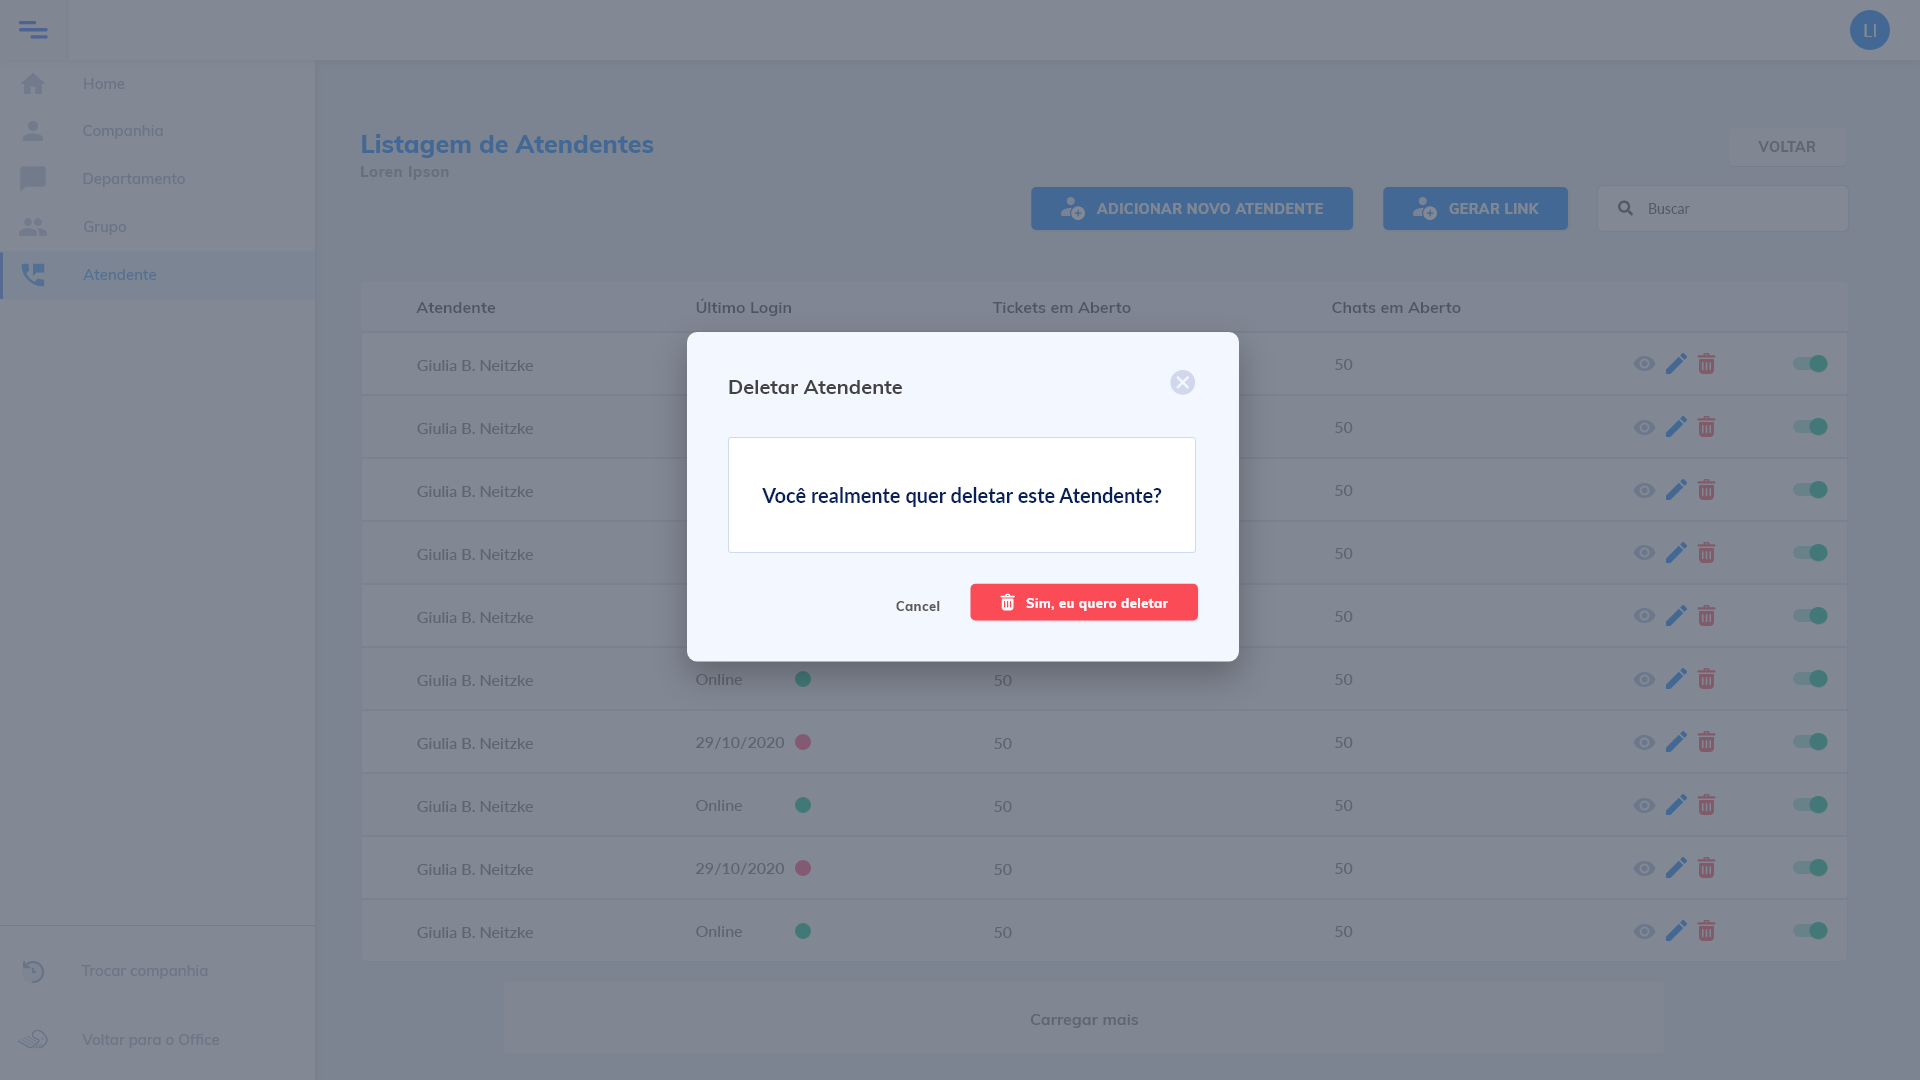 LI
Home
Companhia
Departamento
Grupo
Atendente
Trocar companhia
Voltar para o Office
Listagem de Atendentes
Loren Ipson
VOLTAR
ADICIONAR NOVO ATENDENTE
GERAR LINK
Buscar
Atendente Último Login Tickets em Aberto Chats em Aberto
Giulia B. Neitzke 50
Giulia B. Neitzke 50
Giulia B. Neitzke 50
Giulia B. Neitzke 50
Giulia B. Neitzke 50
Giulia B. Neitzke Online 50 50
Giulia B. Neitzke 29/10/2020 50 50
Giulia B. Neitzke Online 50 50
Giulia B. Neitzke 29/10/2020 50 50
Giulia B. Neitzke Online 50 50
Carregar mais
Deletar Atendente
Você realmente quer deletar este Atendente?
Cancel
Sim, eu quero deletar